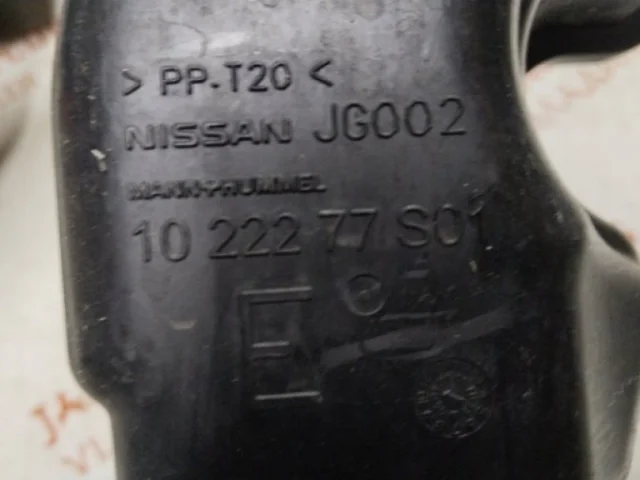 > PP-T20 <
NISSAN JG002
MANN+HUMMEL
10 222 77 S01
E